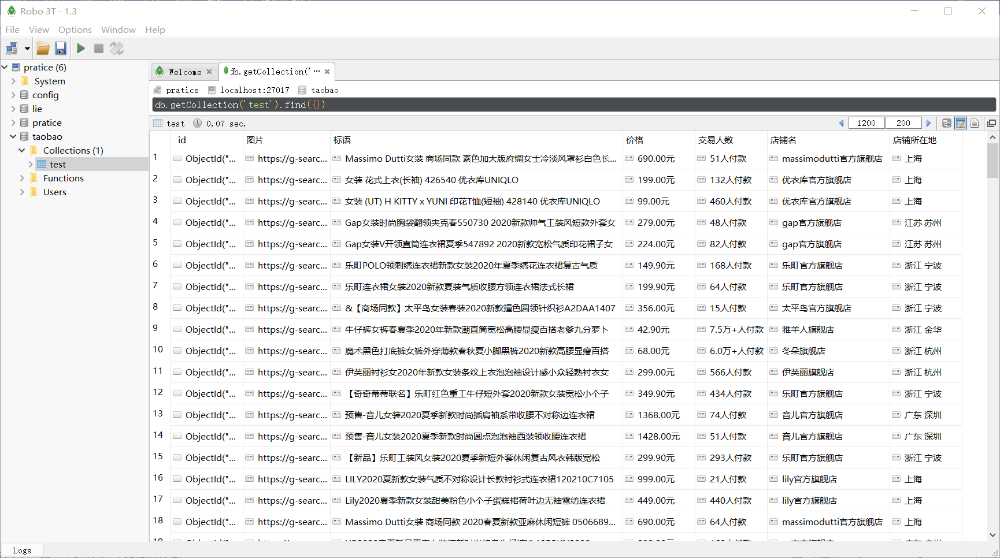 Robo 3T - 1.3
File View Options Window Help
pratice (6)
System
config
lie
pratice
taobao
Collections (1)
test
Functions
Users
Welcome
db.getCollection('...
pratice localhost:27017 taobao
db.getCollection('test').find({})
test 0.07 sec. 1200 200
id 图片 标语 价格 交易人数 店铺名 店铺所在地
1 ObjectId("... https://g-searc... Massimo Dutti女装 商场同款 素色加大版府绸女士冷淡风罩衫白色长... 690.00元 51人付款 massimodutti官方旗舰店 上海
2 ObjectId("... https://g-searc... 女装 花式上衣(长袖) 426540 优衣库UNIQLO 199.00元 132人付款 优衣库官方旗舰店 上海
3 ObjectId("... https://g-searc... 女装 (UT) H KITTY x YUNI 印花T恤(短袖) 428140 优衣库UNIQLO 99.00元 460人付款 优衣库官方旗舰店 上海
4 ObjectId("... https://g-searc... Gap女装时尚胸袋翻领夹克春550730 2020新款帅气工装风短款外套女 279.00元 48人付款 gap官方旗舰店 江苏 苏州
5 ObjectId("... https://g-searc... Gap女装V开领直筒连衣裙夏季547892 2020新款宽松气质印花裙子女 224.00元 82人付款 gap官方旗舰店 江苏 苏州
6 ObjectId("... https://g-searc... 乐町POLO领刺绣连衣裙新款女装2020年夏季绣花连衣裙复古气质 149.90元 168人付款 乐町官方旗舰店 浙江 宁波
7 ObjectId("... https://g-searc... 乐町连衣裙女装2020新款夏装气质收腰方领连衣裙法式长裙 199.90元 64人付款 乐町官方旗舰店 浙江 宁波
8 ObjectId("... https://g-searc... &【商场同款】太平鸟女装春装2020新款撞色圆领针织衫A2DAA1407 356.00元 15人付款 太平鸟官方旗舰店 浙江 宁波
9 ObjectId("... https://g-searc... 牛仔裤女裤春夏季2020年新款潮直筒宽松高腰显瘦百搭老爹九分萝卜 42.90元 7.5万+人付款 雅羊人旗舰店 浙江 金华
10 ObjectId("... https://g-searc... 魔术黑色打底裤女裤外穿薄款春秋夏小脚黑裤2020新款高腰显瘦百搭 68.00元 6.0万+人付款 冬朵旗舰店 浙江 杭州
11 ObjectId("... https://g-searc... 伊芙丽衬衫女2020年新款女装条纹上衣泡泡袖设计感小众轻熟衬衣女 299.00元 566人付款 伊芙丽旗舰店 浙江 杭州
12 ObjectId("... https://g-searc... 【奇奇蒂蒂联名】乐町红色重工牛仔短外套2020新款女装宽松小个子 349.90元 434人付款 乐町官方旗舰店 浙江 宁波
13 ObjectId("... https://g-searc... 预售-音儿女装2020夏季新款时尚插肩袖系带收腰不对称边连衣裙 1368.00元 74人付款 音儿官方旗舰店 广东 深圳
14 ObjectId("... https://g-searc... 预售-音儿女装2020夏季新款时尚圆点泡泡袖西装领收腰连衣裙 1428.00元 51人付款 音儿官方旗舰店 广东 深圳
15 ObjectId("... https://g-searc... 【新品】乐町工装风女装2020夏季新短外套休闲复古风衣韩版宽松 299.90元 293人付款 乐町官方旗舰店 浙江 宁波
16 ObjectId("... https://g-searc... LILY2020夏新款女装气质不对称设计长款衬衫式连衣裙120210C7105 999.00元 21人付款 lily官方旗舰店 上海
17 ObjectId("... https://g-searc... Lily2020夏季新款女装甜美粉色小个子蛋糕裙荷叶边无袖雪纺连衣裙 449.00元 440人付款 lily官方旗舰店 上海
18 ObjectId("... https://g-searc... Massimo Dutti女装 商场同款 2020春夏新款亚麻休闲短裤 0506689... 690.00元 64人付款 massimodutti官方旗舰店 上海
Logs